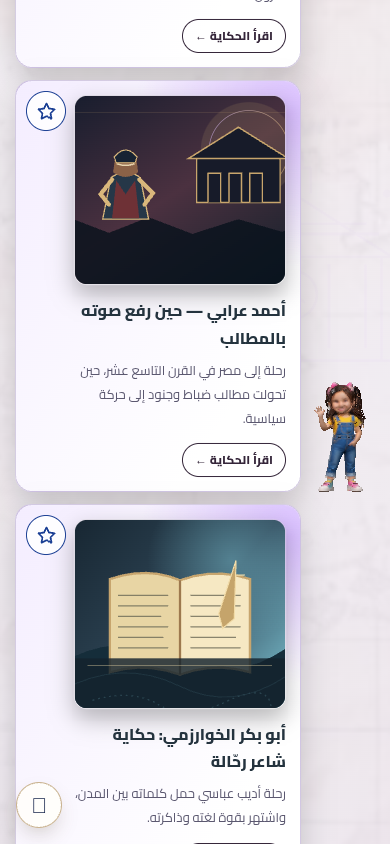 اقرأ الحكاية ←
أحمد عرابي — حين رفع صوته
بالمطالب
رحلة إلى مصر في القرن التاسع عشر، حين
تحولت مطالب ضباط وجنود إلى حركة
سياسية.
اقرأ الحكاية ←
أبو بكر الخوارزمي: حكاية
شاعر رحّالة
رحلة أديب عباسي حمل كلماته بين المدن،
واشتهر بقوة لغته وذاكرته.